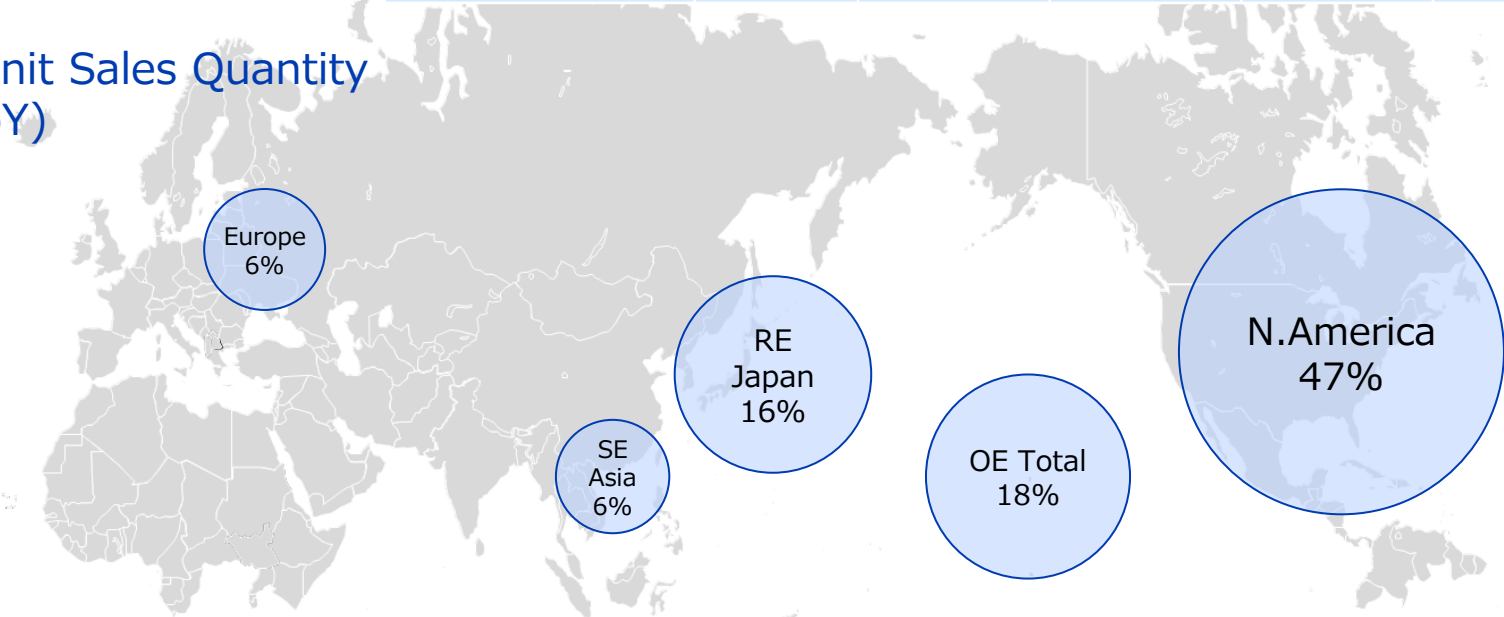 nit Sales Quantity
Y)
Europe
6%
RE
Japan
16%
SE
Asia
6%
OE Total
18%
N.America
47%